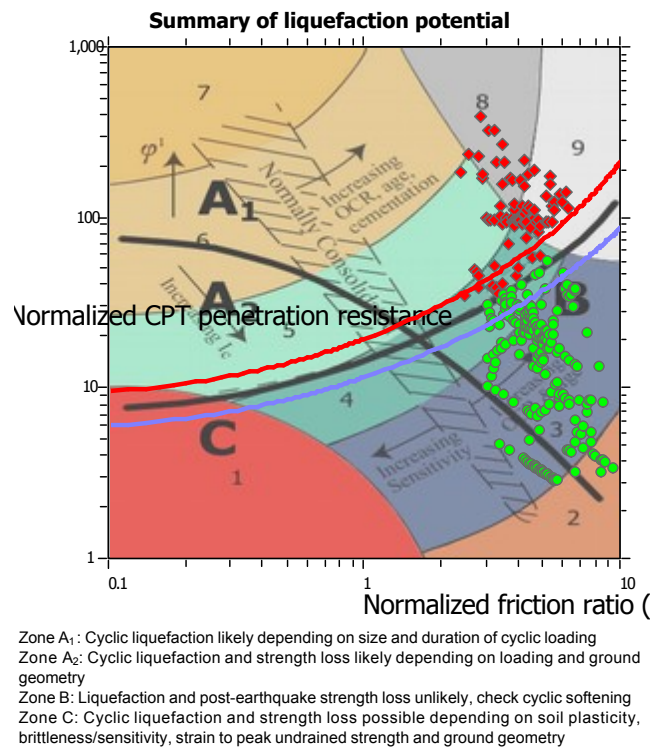 Summary of liquefaction potential
1,000
7
8
9
φ'
Increasing
OCR, age,
cementation
Normally Consolid
A1
100
6
A2
Increasing Ic
B
Normalized CPT penetration resistance
5
10
4
C
Increasing
Sensitivity
3
1
2
1
0.1
1
10
Normalized friction ratio (
Zone A1: Cyclic liquefaction likely depending on size and duration of cyclic loading
Zone A2: Cyclic liquefaction and strength loss likely depending on loading and ground
geometry
Zone B: Liquefaction and post-earthquake strength loss unlikely, check cyclic softening
Zone C: Cyclic liquefaction and strength loss possible depending on soil plasticity,
brittleness/sensitivity, strain to peak undrained strength and ground geometry